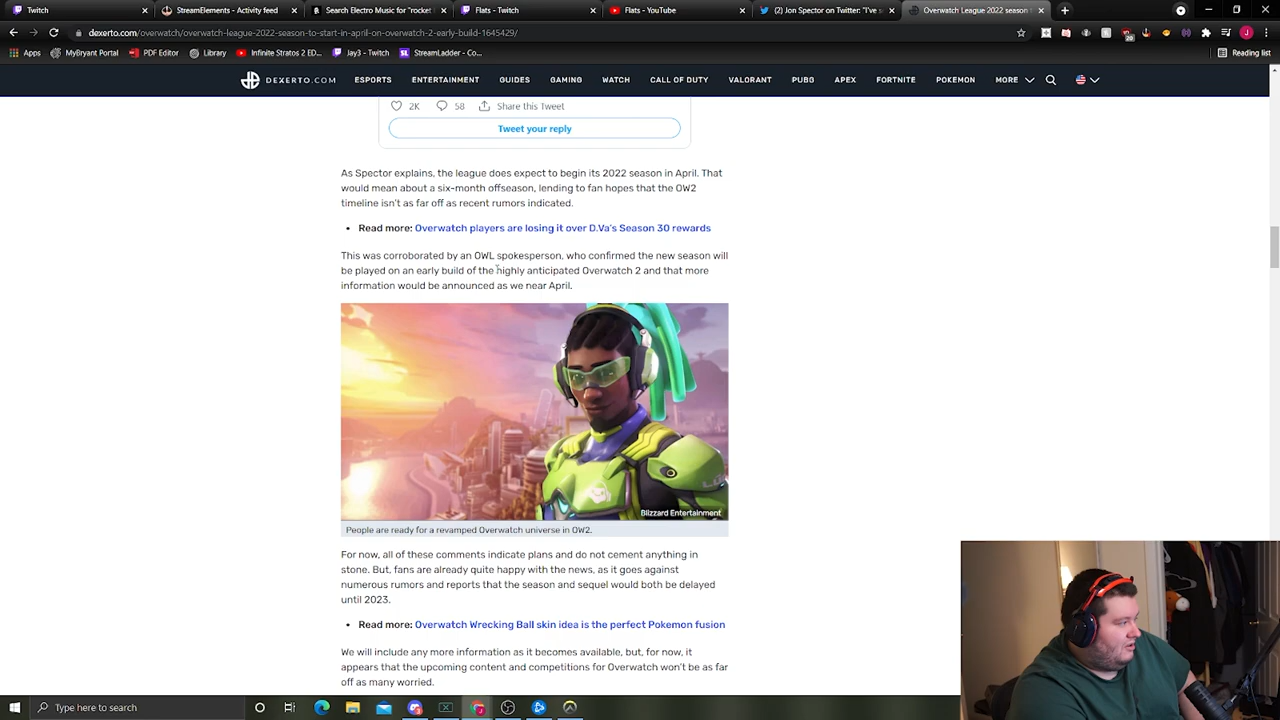 Twitch
StreamElements - Activity feed
Search Electro Music for "rocket
Flats - Twitch
Flats - YouTube
(2) Jon Spector on Twitter: "I've s
Overwatch League 2022 season t
dexerto.com/overwatch/overwatch-league-2022-season-to-start-in-april-on-overwatch-2-early-build-1645429/
Apps
MyBryant Portal
PDF Editor
Library
Infinite Stratos 2 ED...
Jay3 - Twitch
StreamLadder - Co...
Reading list
DEXERTO.COM
ESPORTS
ENTERTAINMENT
GUIDES
GAMING
WATCH
CALL OF DUTY
VALORANT
PUBG
APEX
FORTNITE
POKEMON
MORE
2K
58
Share this Tweet
Tweet your reply
As Spector explains, the league does expect to begin its 2022 season in April. That
would mean about a six-month offseason, lending to fan hopes that the OW2
timeline isn't as far off as recent rumors indicated.
• Read more: Overwatch players are losing it over D.Va's Season 30 rewards
This was corroborated by an OWL spokesperson, who confirmed the new season will
be played on an early build of the highly anticipated Overwatch 2 and that more
information would be announced as we near April.
Blizzard Entertainment
People are ready for a revamped Overwatch universe in OW2.
For now, all of these comments indicate plans and do not cement anything in
stone. But, fans are already quite happy with the news, as it goes against
numerous rumors and reports that the season and sequel would both be delayed
until 2023.
• Read more: Overwatch Wrecking Ball skin idea is the perfect Pokemon fusion
We will include any more information as it becomes available, but, for now, it
appears that the upcoming content and competitions for Overwatch won't be as far
off as many worried.
Type here to search